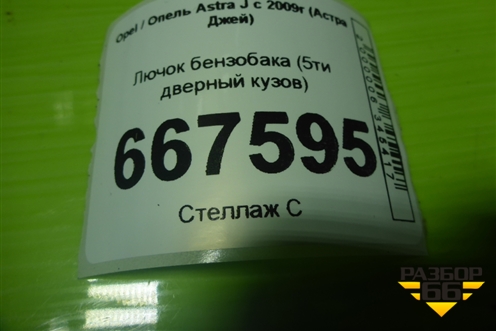 Opel / Опель Astra J с 2009г (Астра
Джей)
Лючок бензобака (5ти
дверный кузов)
667595
Стеллаж С
РАЗБОР
66